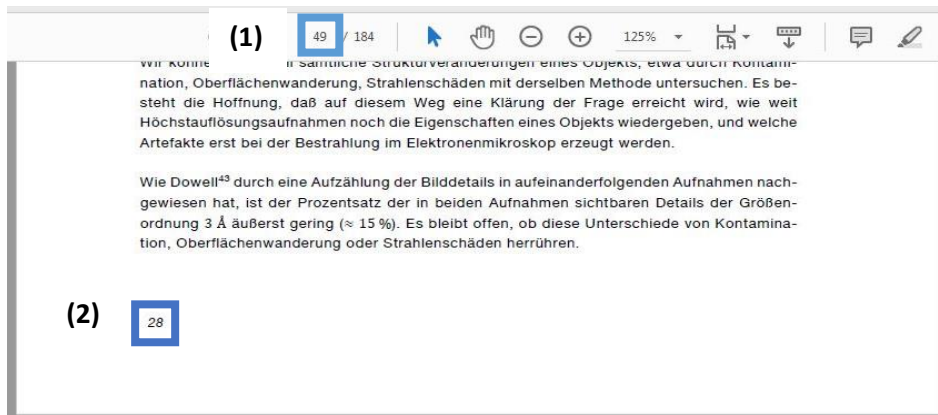 (1) 49 / 184 125%
Wir können sämtliche Strukturveränderungen eines Objekts, etwa durch Kontami-
nation, Oberflächenwanderung, Strahlenschäden mit derselben Methode untersuchen. Es be-
steht die Hoffnung, daß auf diesem Weg eine Klärung der Frage erreicht wird, wie weit
Höchstauflösungsaufnahmen noch die Eigenschaften eines Objekts wiedergeben, und welche
Artefakte erst bei der Bestrahlung im Elektronenmikroskop erzeugt werden.
Wie Dowell⁴³ durch eine Aufzählung der Bilddetails in aufeinanderfolgenden Aufnahmen nach-
gewiesen hat, ist der Prozentsatz der in beiden Aufnahmen sichtbaren Details der Größen-
ordnung 3 Å äußerst gering (≈ 15 %). Es bleibt offen, ob diese Unterschiede von Kontamina-
tion, Oberflächenwanderung oder Strahlenschäden herrühren.
(2) 28